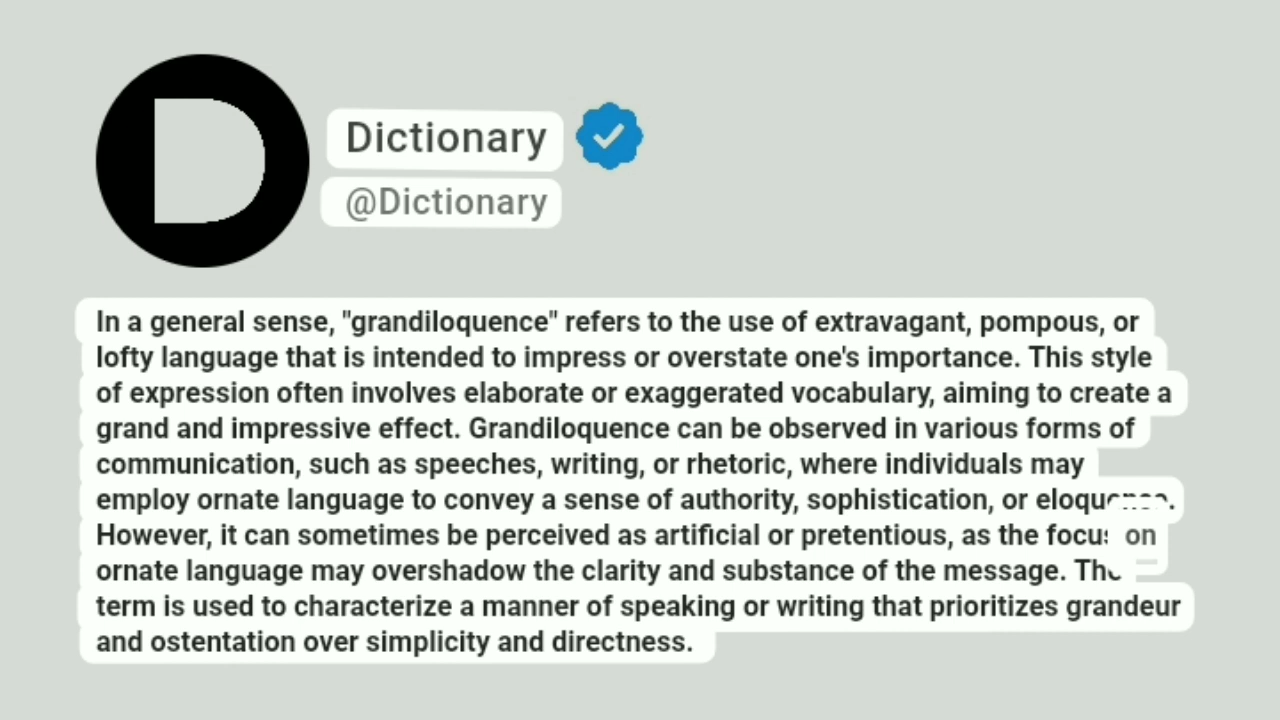 D
Dictionary
@Dictionary
In a general sense, "grandiloquence" refers to the use of extravagant, pompous, or
lofty language that is intended to impress or overstate one's importance. This style
of expression often involves elaborate or exaggerated vocabulary, aiming to create a
grand and impressive effect. Grandiloquence can be observed in various forms of
communication, such as speeches, writing, or rhetoric, where individuals may
employ ornate language to convey a sense of authority, sophistication, or eloquence.
However, it can sometimes be perceived as artificial or pretentious, as the focus on
ornate language may overshadow the clarity and substance of the message. The
term is used to characterize a manner of speaking or writing that prioritizes grandeur
and ostentation over simplicity and directness.